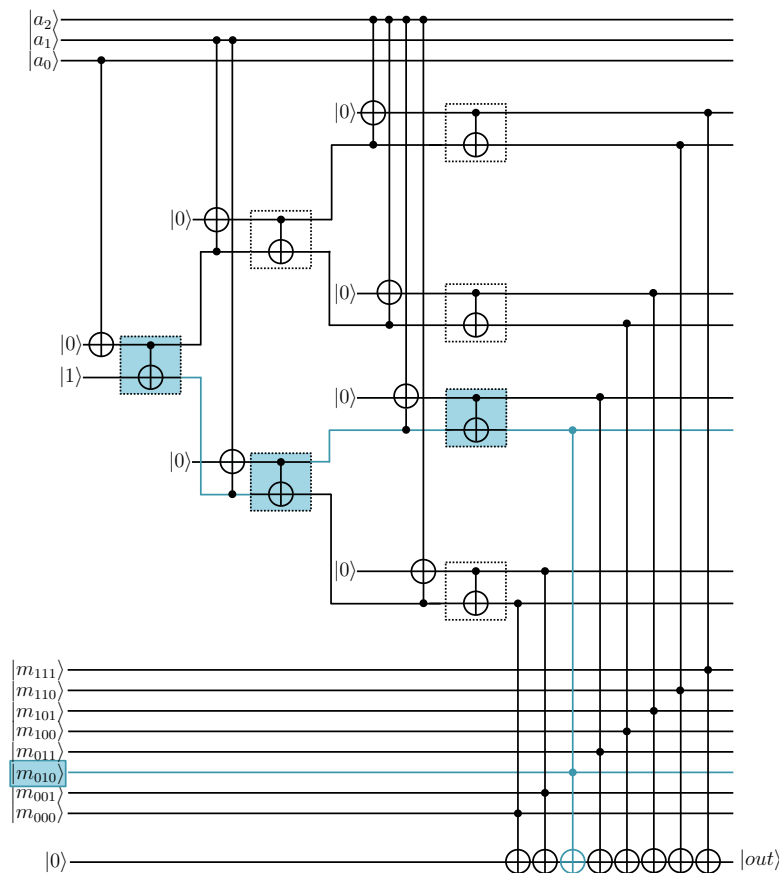 |a₂⟩
|a₁⟩
|a₀⟩
|0⟩
|0⟩
|0⟩
|0⟩
|1⟩
|0⟩
|0⟩
|0⟩
|m₁₁₁⟩
|m₁₁₀⟩
|m₁₀₁⟩
|m₁₀₀⟩
|m₀₁₁⟩
|m₀₁₀⟩
|m₀₀₁⟩
|m₀₀₀⟩
|0⟩ |out⟩